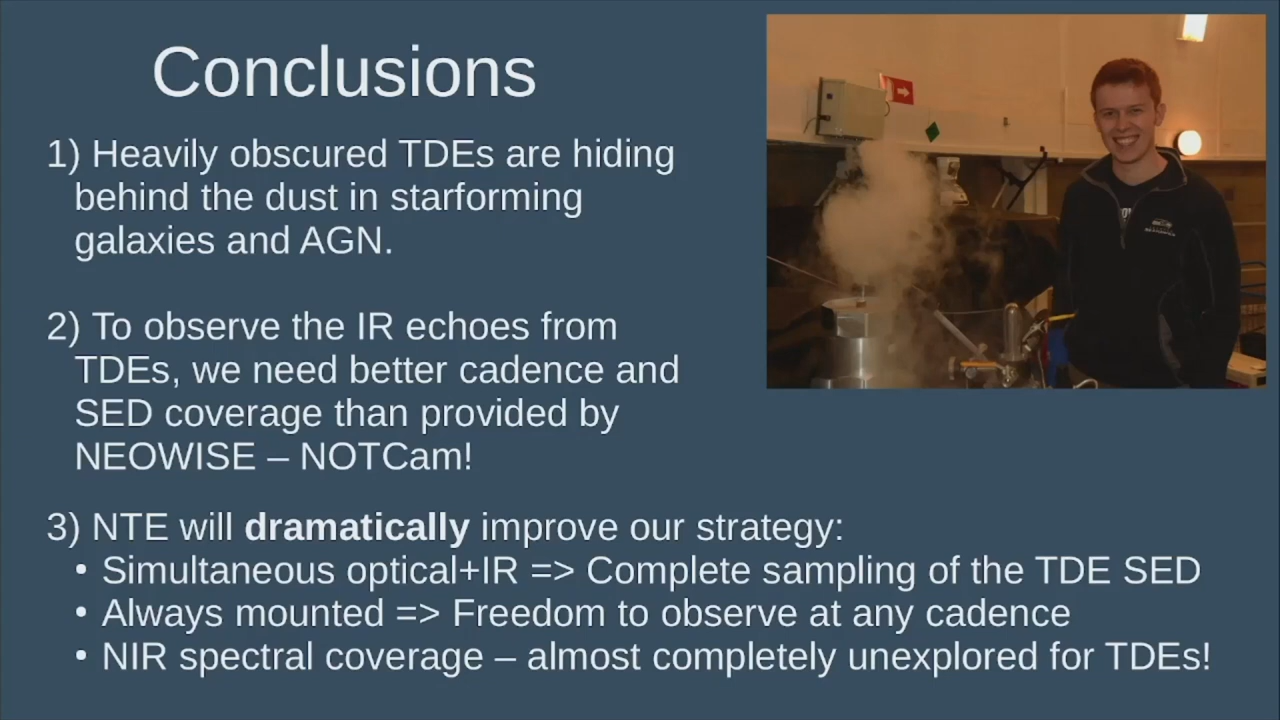 Conclusions
1) Heavily obscured TDEs are hiding
behind the dust in starforming
galaxies and AGN.
2) To observe the IR echoes from
TDEs, we need better cadence and
SED coverage than provided by
NEOWISE – NOTCam!
3) NTE will dramatically improve our strategy:
• Simultaneous optical+IR => Complete sampling of the TDE SED
• Always mounted => Freedom to observe at any cadence
• NIR spectral coverage – almost completely unexplored for TDEs!